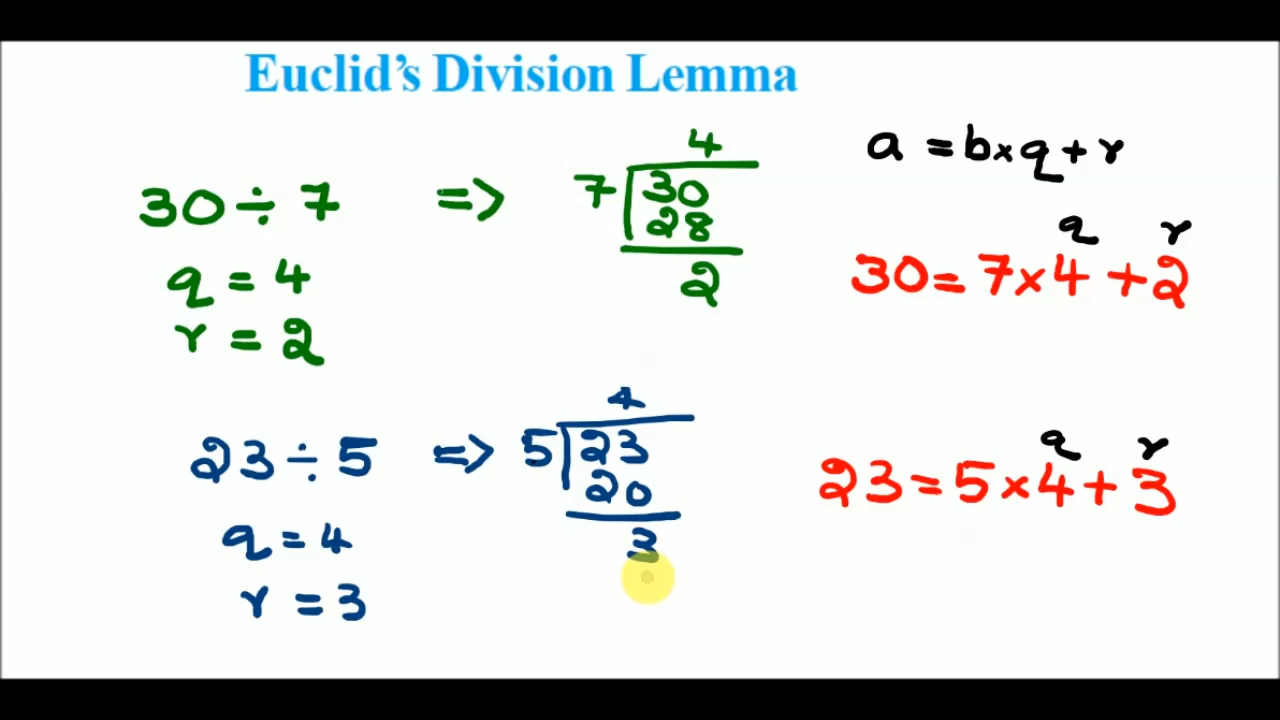 Euclid's Division Lemma
a = b×q + r
30 ÷ 7 => 7 30 4
28
2
q = 4
r = 2
q r
30 = 7×4 + 2
23 ÷ 5 => 5 23 4
20
3
q = 4
r = 3
q r
23 = 5×4 + 3